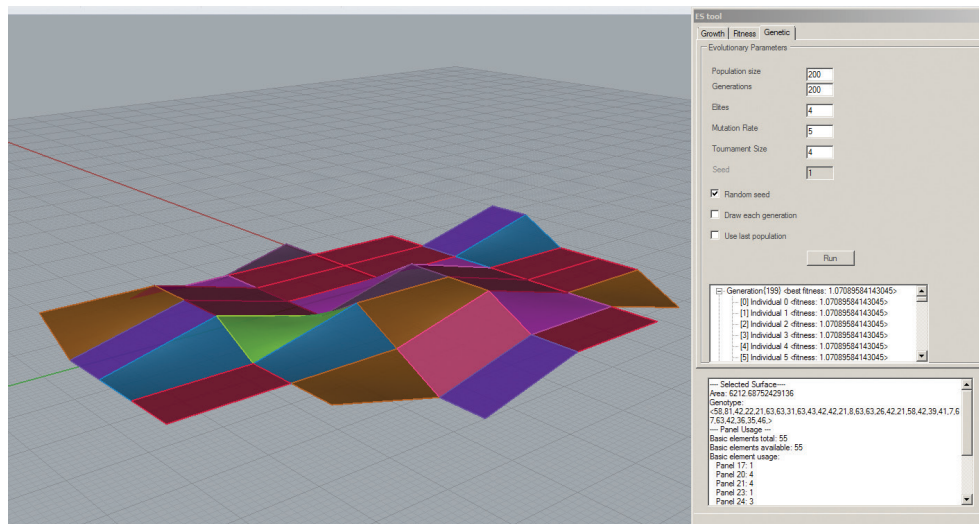 ES tool
Growth Fitness Genetic
Evolutionary Parameters
Population size 200
Generations 200
Elites 4
Mutation Rate 5
Tournament Size 4
Seed 1
Random seed
Draw each generation
Use last population
Run
Generation{199} <best fitness: 1.07089584143045>
[0] Individual 0 <fitness: 1.07089584143045>
[1] Individual 1 <fitness: 1.07089584143045>
[2] Individual 2 <fitness: 1.07089584143045>
[3] Individual 3 <fitness: 1.07089584143045>
[4] Individual 4 <fitness: 1.07089584143045>
[5] Individual 5 <fitness: 1.07089584143045>
---- Selected Surface----
Area: 6212.68752429136
Genotype:
<58,81,42,22,21,63,63,31,63,43,42,42,21,8,63,63,26,42,21,58,42,39,41,7,6
7,63,42,36,35,46,>
---- Panel Usage ---
Basic elements total: 55
Basic elements available: 55
Basic element usage:
Panel 17: 1
Panel 20: 4
Panel 21: 4
Panel 23: 1
Panel 24: 3